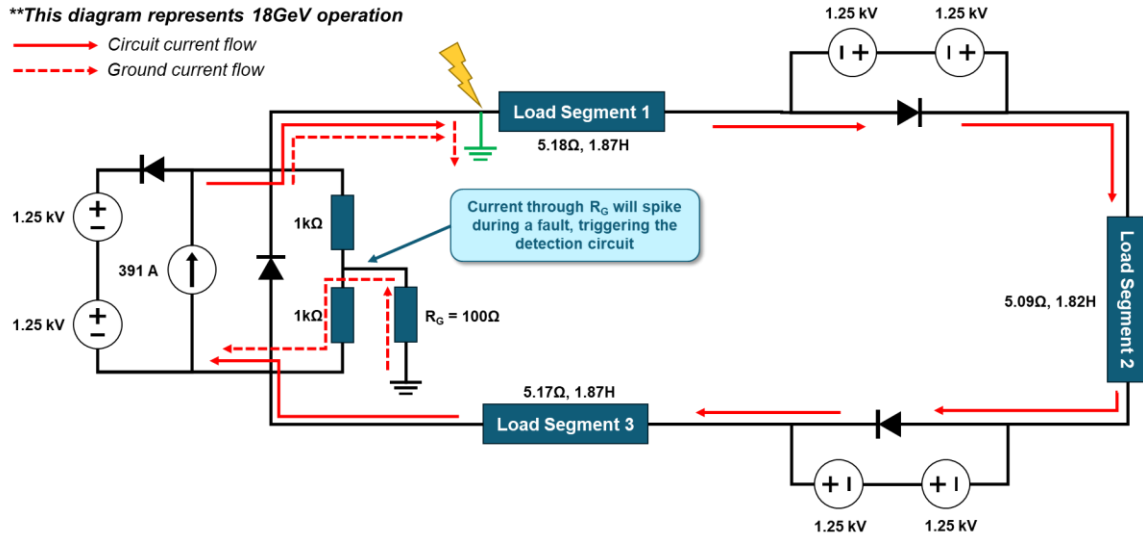 **This diagram represents 18GeV operation
Circuit current flow
Ground current flow
1.25 kV
1.25 kV
+
−
+
−
391 A
1kΩ
1kΩ
R_G = 100Ω
Load Segment 1
5.18Ω, 1.87H
Current through R_G will spike
during a fault, triggering the
detection circuit
1.25 kV
1.25 kV
− +
− +
Load Segment 2
5.09Ω, 1.82H
5.17Ω, 1.87H
Load Segment 3
+ −
+ −
1.25 kV
1.25 kV